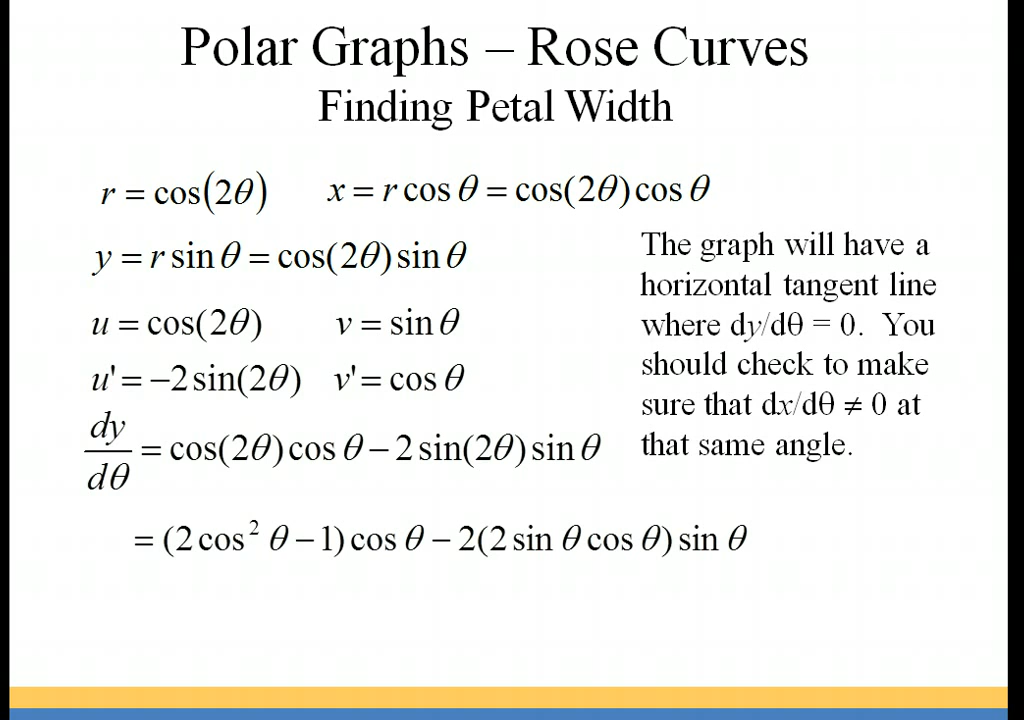 Polar Graphs – Rose Curves
Finding Petal Width
r = cos(2θ) x = r cos θ = cos(2θ) cos θ
y = r sin θ = cos(2θ) sin θ
u = cos(2θ) v = sin θ
u' = −2 sin(2θ) v' = cos θ
dy/dθ = cos(2θ) cos θ − 2 sin(2θ) sin θ
= (2 cos² θ − 1) cos θ − 2(2 sin θ cos θ) sin θ
The graph will have a
horizontal tangent line
where dy/dθ = 0. You
should check to make
sure that dx/dθ ≠ 0 at
that same angle.